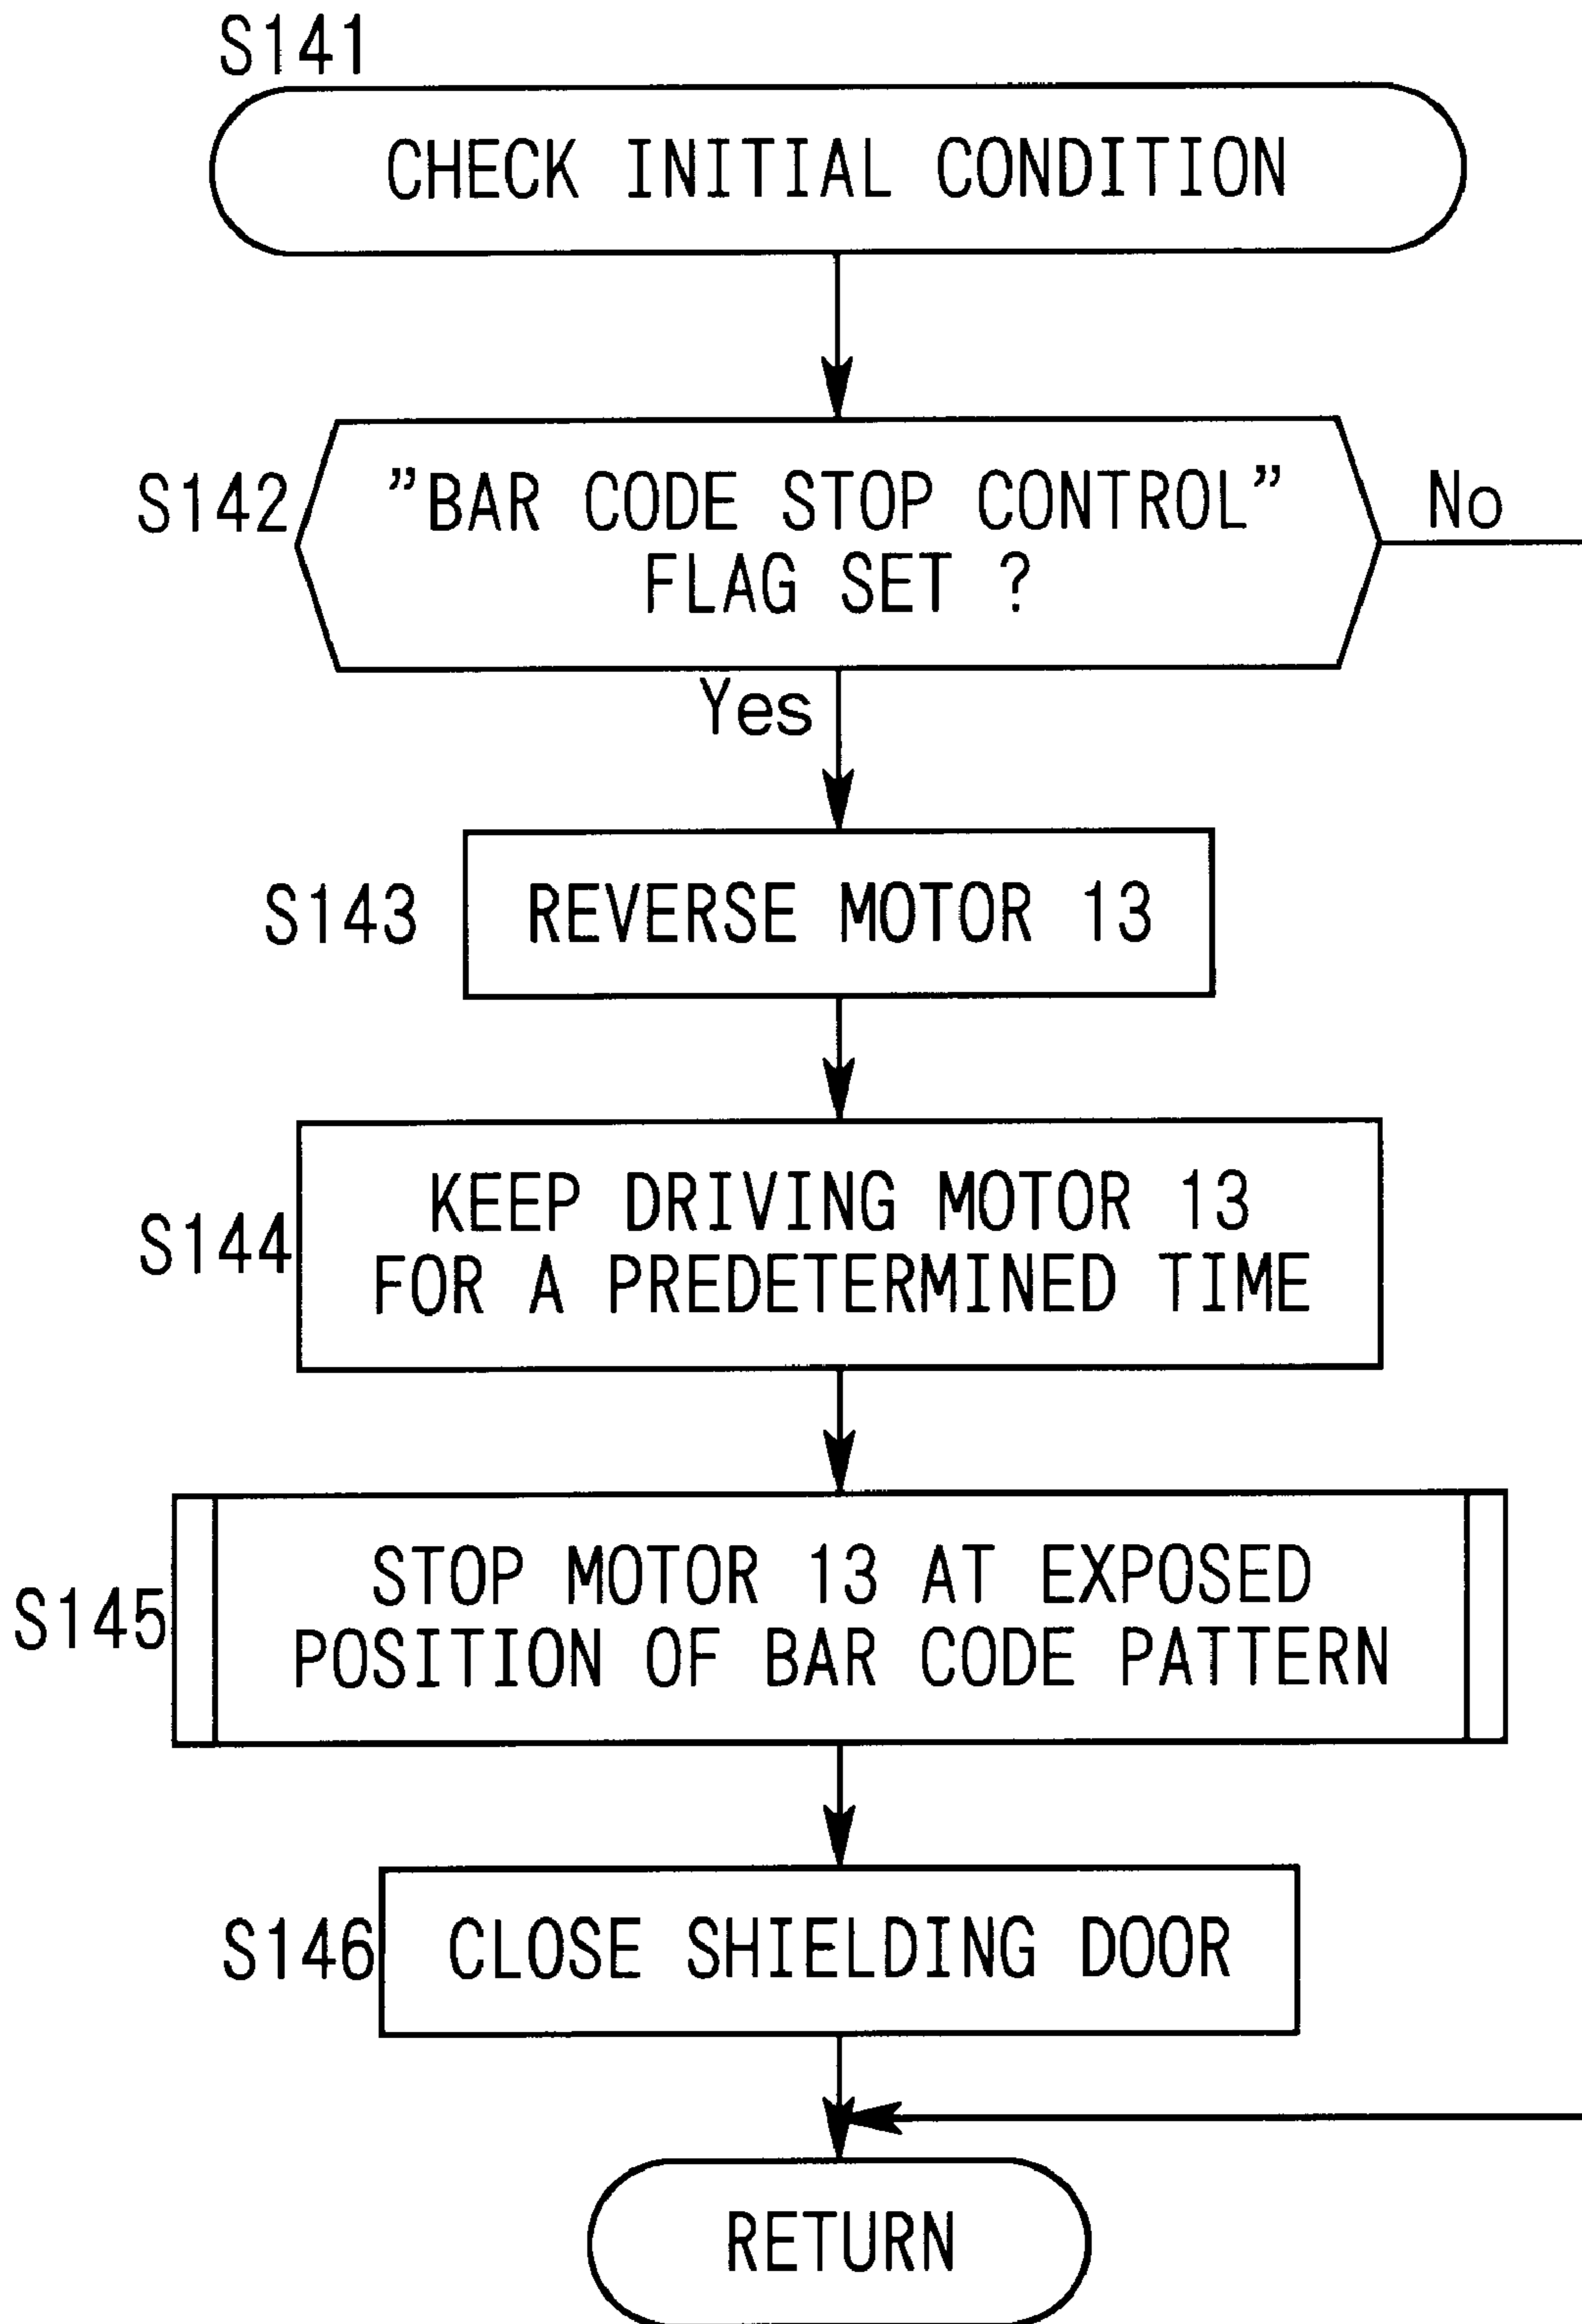 S141
CHECK INITIAL CONDITION
S142
”BAR CODE STOP CONTROL”
FLAG SET ?
No
Yes
S143
REVERSE MOTOR 13
S144
KEEP DRIVING MOTOR 13
FOR A PREDETERMINED TIME
S145
STOP MOTOR 13 AT EXPOSED
POSITION OF BAR CODE PATTERN
S146
CLOSE SHIELDING DOOR
RETURN